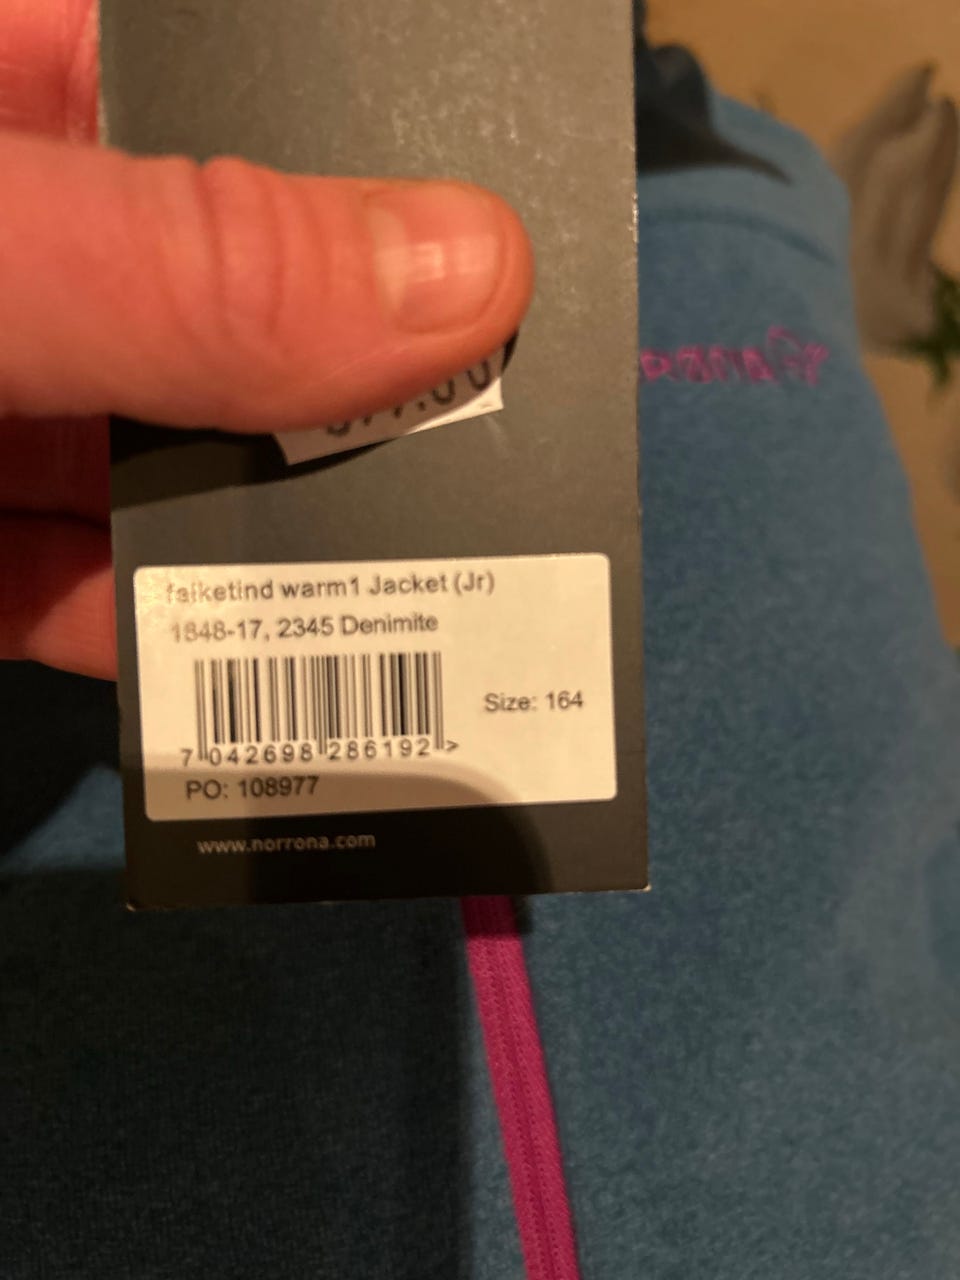 falketind warm1 Jacket (Jr)
1848-17, 2345 Denimite
Size: 164
7 042698 286192 >
PO: 108977
www.norrona.com